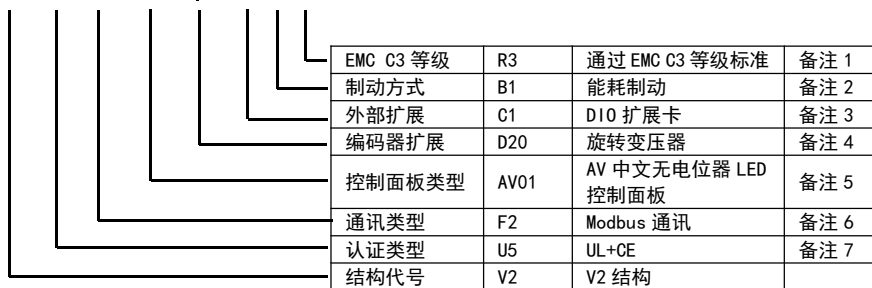 EMC C3 等级 R3 通过 EMC C3 等级标准 备注 1
制动方式 B1 能耗制动 备注 2
外部扩展 C1 DIO 扩展卡 备注 3
编码器扩展 D20 旋转变压器 备注 4
控制面板类型 AV01 AV 中文无电位器 LED 备注 5
控制面板
通讯类型 F2 Modbus 通讯 备注 6
认证类型 U5 UL+CE 备注 7
结构代号 V2 V2 结构